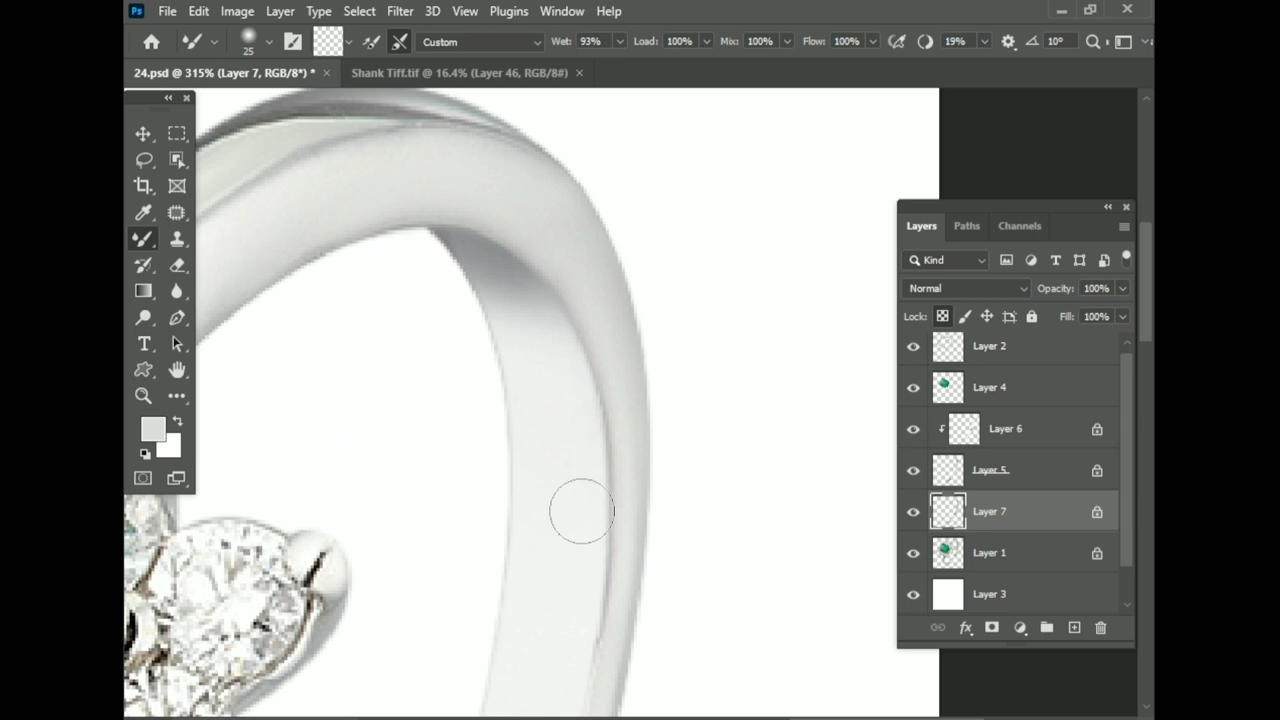 Ps File Edit Image Layer Type Select Filter 3D View Plugins Window Help
25 Custom Wet: 93% Load: 100% Mix: 100% Flow: 100% 19% 10°
24.psd @ 315% (Layer 7, RGB/8*) * Shank Tiff.tif @ 16.4% (Layer 46, RGB/8#)
Layers Paths Channels
Kind
Normal Opacity: 100%
Lock: Fill: 100%
Layer 2
Layer 4
Layer 6
Layer 5
Layer 7
Layer 1
Layer 3
fx